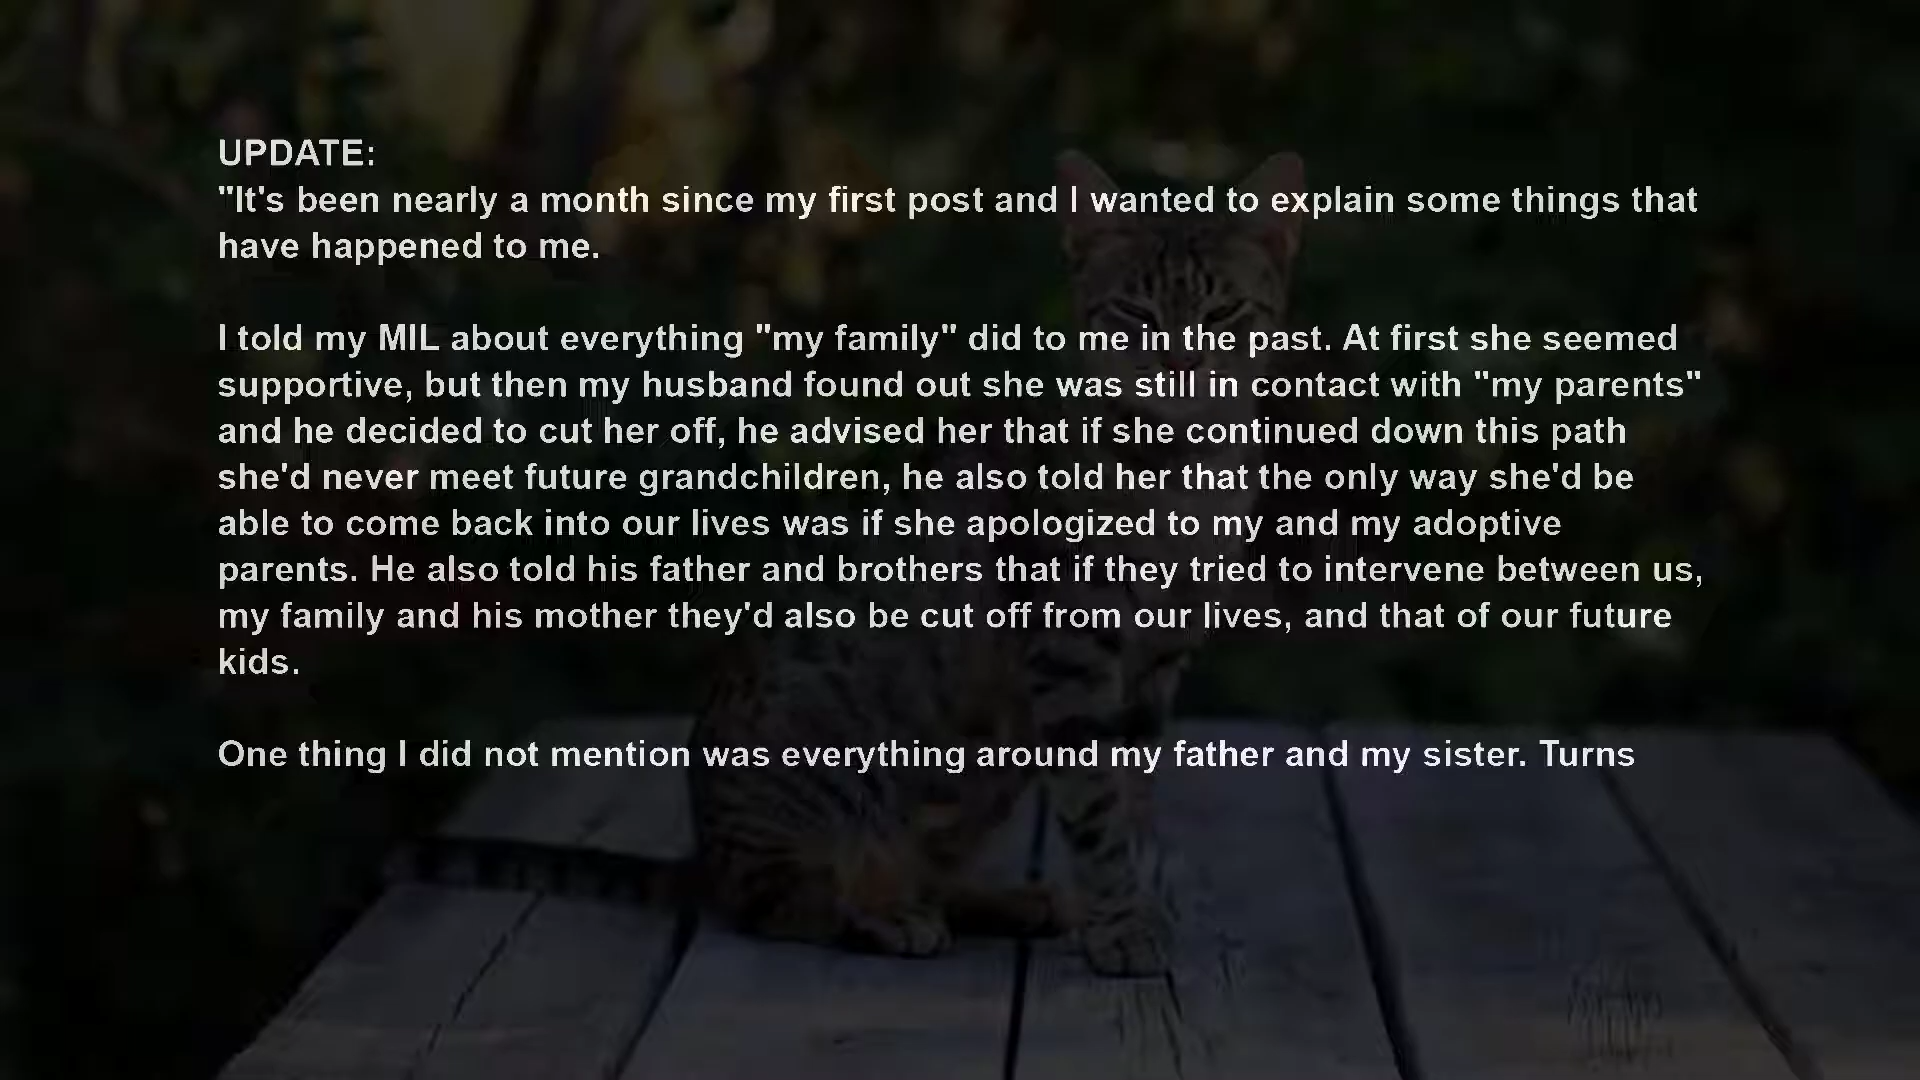 UPDATE:
"It's been nearly a month since my first post and I wanted to explain some things that
have happened to me.
I told my MIL about everything "my family" did to me in the past. At first she seemed
supportive, but then my husband found out she was still in contact with "my parents"
and he decided to cut her off, he advised her that if she continued down this path
she'd never meet future grandchildren, he also told her that the only way she'd be
able to come back into our lives was if she apologized to my and my adoptive
parents. He also told his father and brothers that if they tried to intervene between us,
my family and his mother they'd also be cut off from our lives, and that of our future
kids.
One thing I did not mention was everything around my father and my sister. Turns